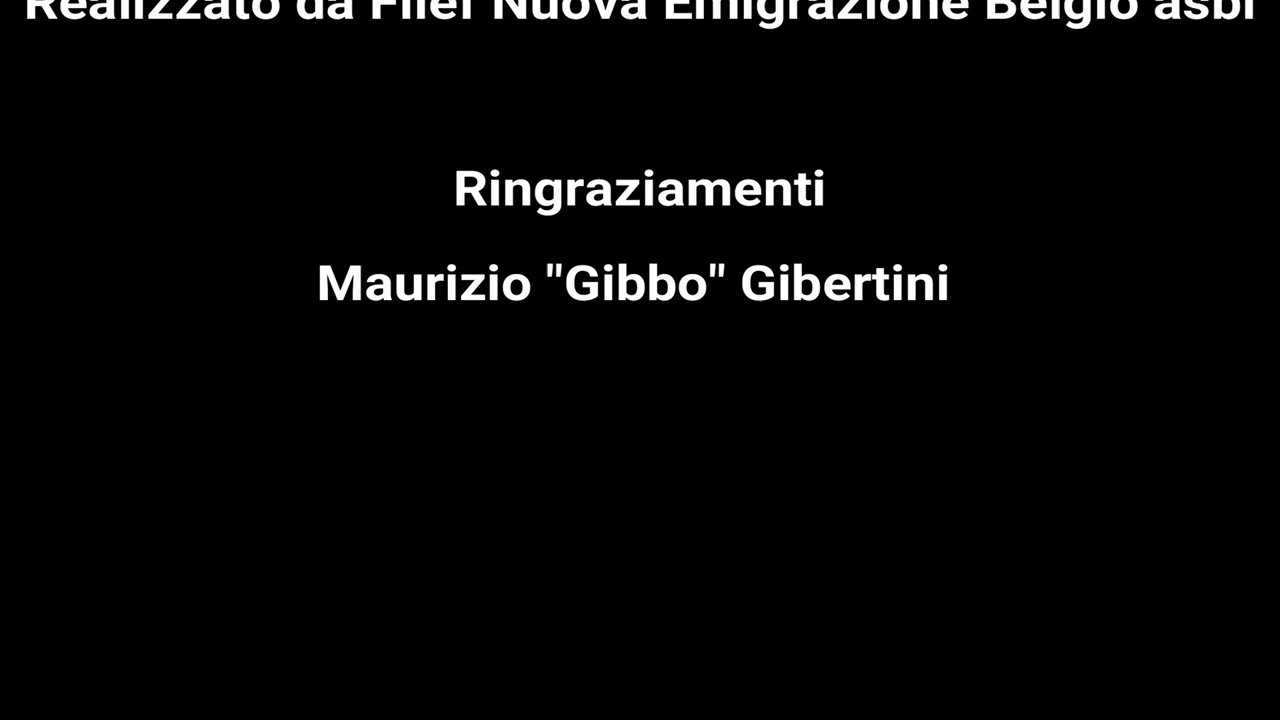 Realizzato da Filef Nuova Emigrazione Belgio asbl
Ringraziamenti
Maurizio "Gibbo" Gibertini